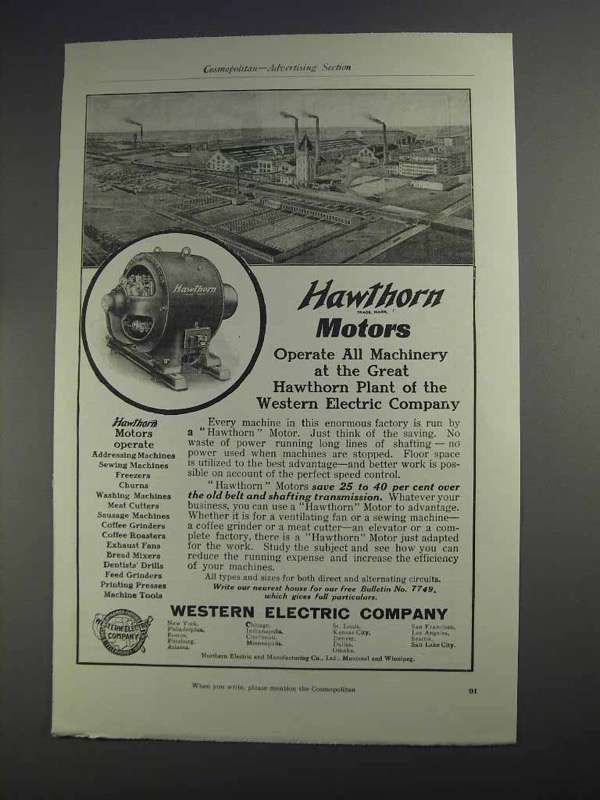 Cosmopolitan—Advertising Section
Hawthorn
Hawthorn
TRADE MARK
Motors
Operate All Machinery
at the Great
Hawthorn Plant of the
Western Electric Company
Hawthorn
Motors
operate
Addressing Machines
Sewing Machines
Freezers
Churns
Washing Machines
Meat Cutters
Sausage Machines
Coffee Grinders
Coffee Roasters
Exhaust Fans
Bread Mixers
Dentists' Drills
Feed Grinders
Printing Presses
Machine Tools
Every machine in this enormous factory is run by
a "Hawthorn" Motor. Just think of the saving. No
waste of power running long lines of shafting — no
power used when machines are stopped. Floor space
is utilized to the best advantage—and better work is pos-
sible on account of the perfect speed control.
"Hawthorn" Motors save 25 to 40 per cent over
the old belt and shafting transmission. Whatever your
business, you can use a "Hawthorn" Motor to advantage.
Whether it is for a ventilating fan or a sewing machine—
a coffee grinder or a meat cutter—an elevator or a com-
plete factory, there is a "Hawthorn" Motor just adapted
for the work. Study the subject and see how you can
reduce the running expense and increase the efficiency
of your machines.
All types and sizes for both direct and alternating circuits.
Write our nearest house for our free Bulletin No. 7749,
which gives full particulars.
WESTERN ELECTRIC COMPANY
WESTERN ELECTRIC
COMPANY
New York,
Philadelphia,
Boston,
Pittsburg,
Atlanta.
Chicago,
Indianapolis,
Cincinnati,
Minneapolis.
St. Louis,
Kansas City,
Denver,
Dallas,
Omaha.
San Francisco,
Los Angeles,
Seattle,
Salt Lake City.
Northern Electric and Manufacturing Co., Ltd., Montreal and Winnipeg.
When you write, please mention the Cosmopolitan
91